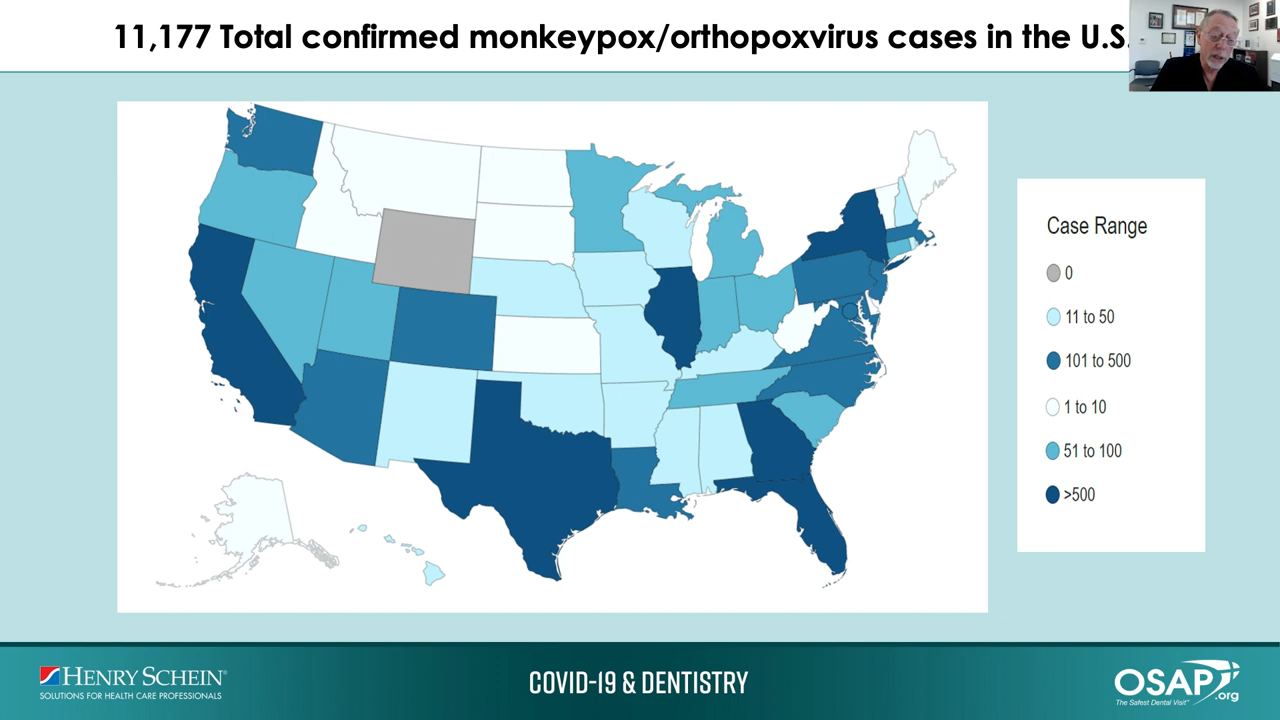 11,177 Total confirmed monkeypox/orthopoxvirus cases in the U.S.
Case Range
0
11 to 50
101 to 500
1 to 10
51 to 100
>500
HENRY SCHEIN®
SOLUTIONS FOR HEALTH CARE PROFESSIONALS
COVID-19 & DENTISTRY
OSAP.org
The Safest Dental Visit™